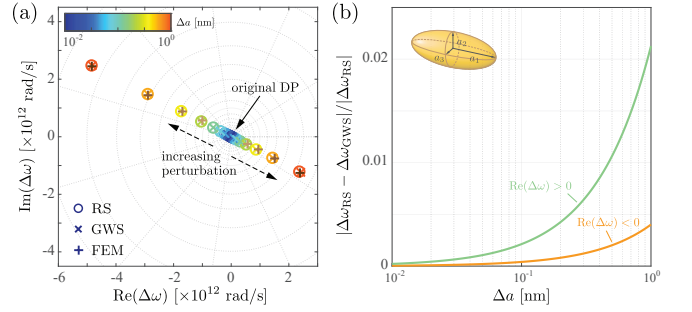 (a)
Δa [nm]
10^-2 10^0
original DP
increasing
perturbation
RS
GWS
FEM
Im(Δω) [×10^12 rad/s]
4
2
0
-2
-4
-6 -4 -2 0 2
Re(Δω) [×10^12 rad/s]
(b)
|Δω_RS − Δω_GWS|/|Δω_RS|
0.02
0.01
0
a_2
a_3 a_1
Re(Δω) > 0
Re(Δω) < 0
10^-2 10^-1 10^0
Δa [nm]